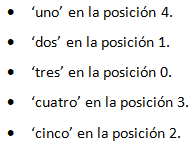 • ‘uno’ en la posición 4.
• ‘dos’ en la posición 1.
• ‘tres’ en la posición 0.
• ‘cuatro’ en la posición 3.
• ‘cinco’ en la posición 2.